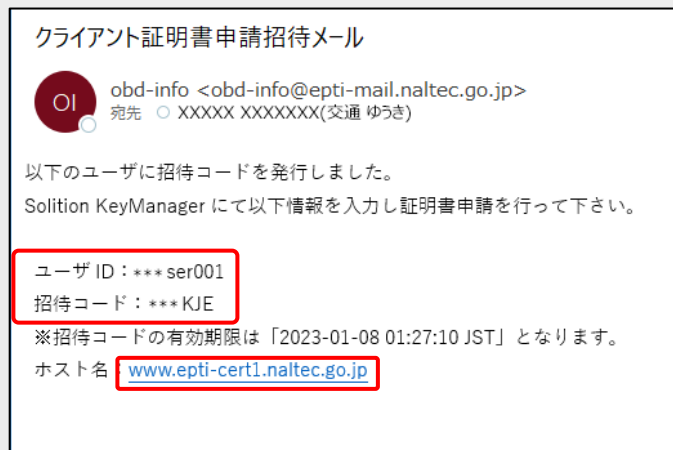 クライアント証明書申請招待メール
OI
obd-info <obd-info@epti-mail.naltec.go.jp>
宛先 XXXXX XXXXXXX(交通 ゆうき)
以下のユーザに招待コードを発行しました。
Solition KeyManager にて以下情報を入力し証明書申請を行って下さい。
ユーザ ID：***ser001
招待コード：***KJE
※招待コードの有効期限は「2023-01-08 01:27:10 JST」となります。
ホスト名：www.epti-cert1.naltec.go.jp